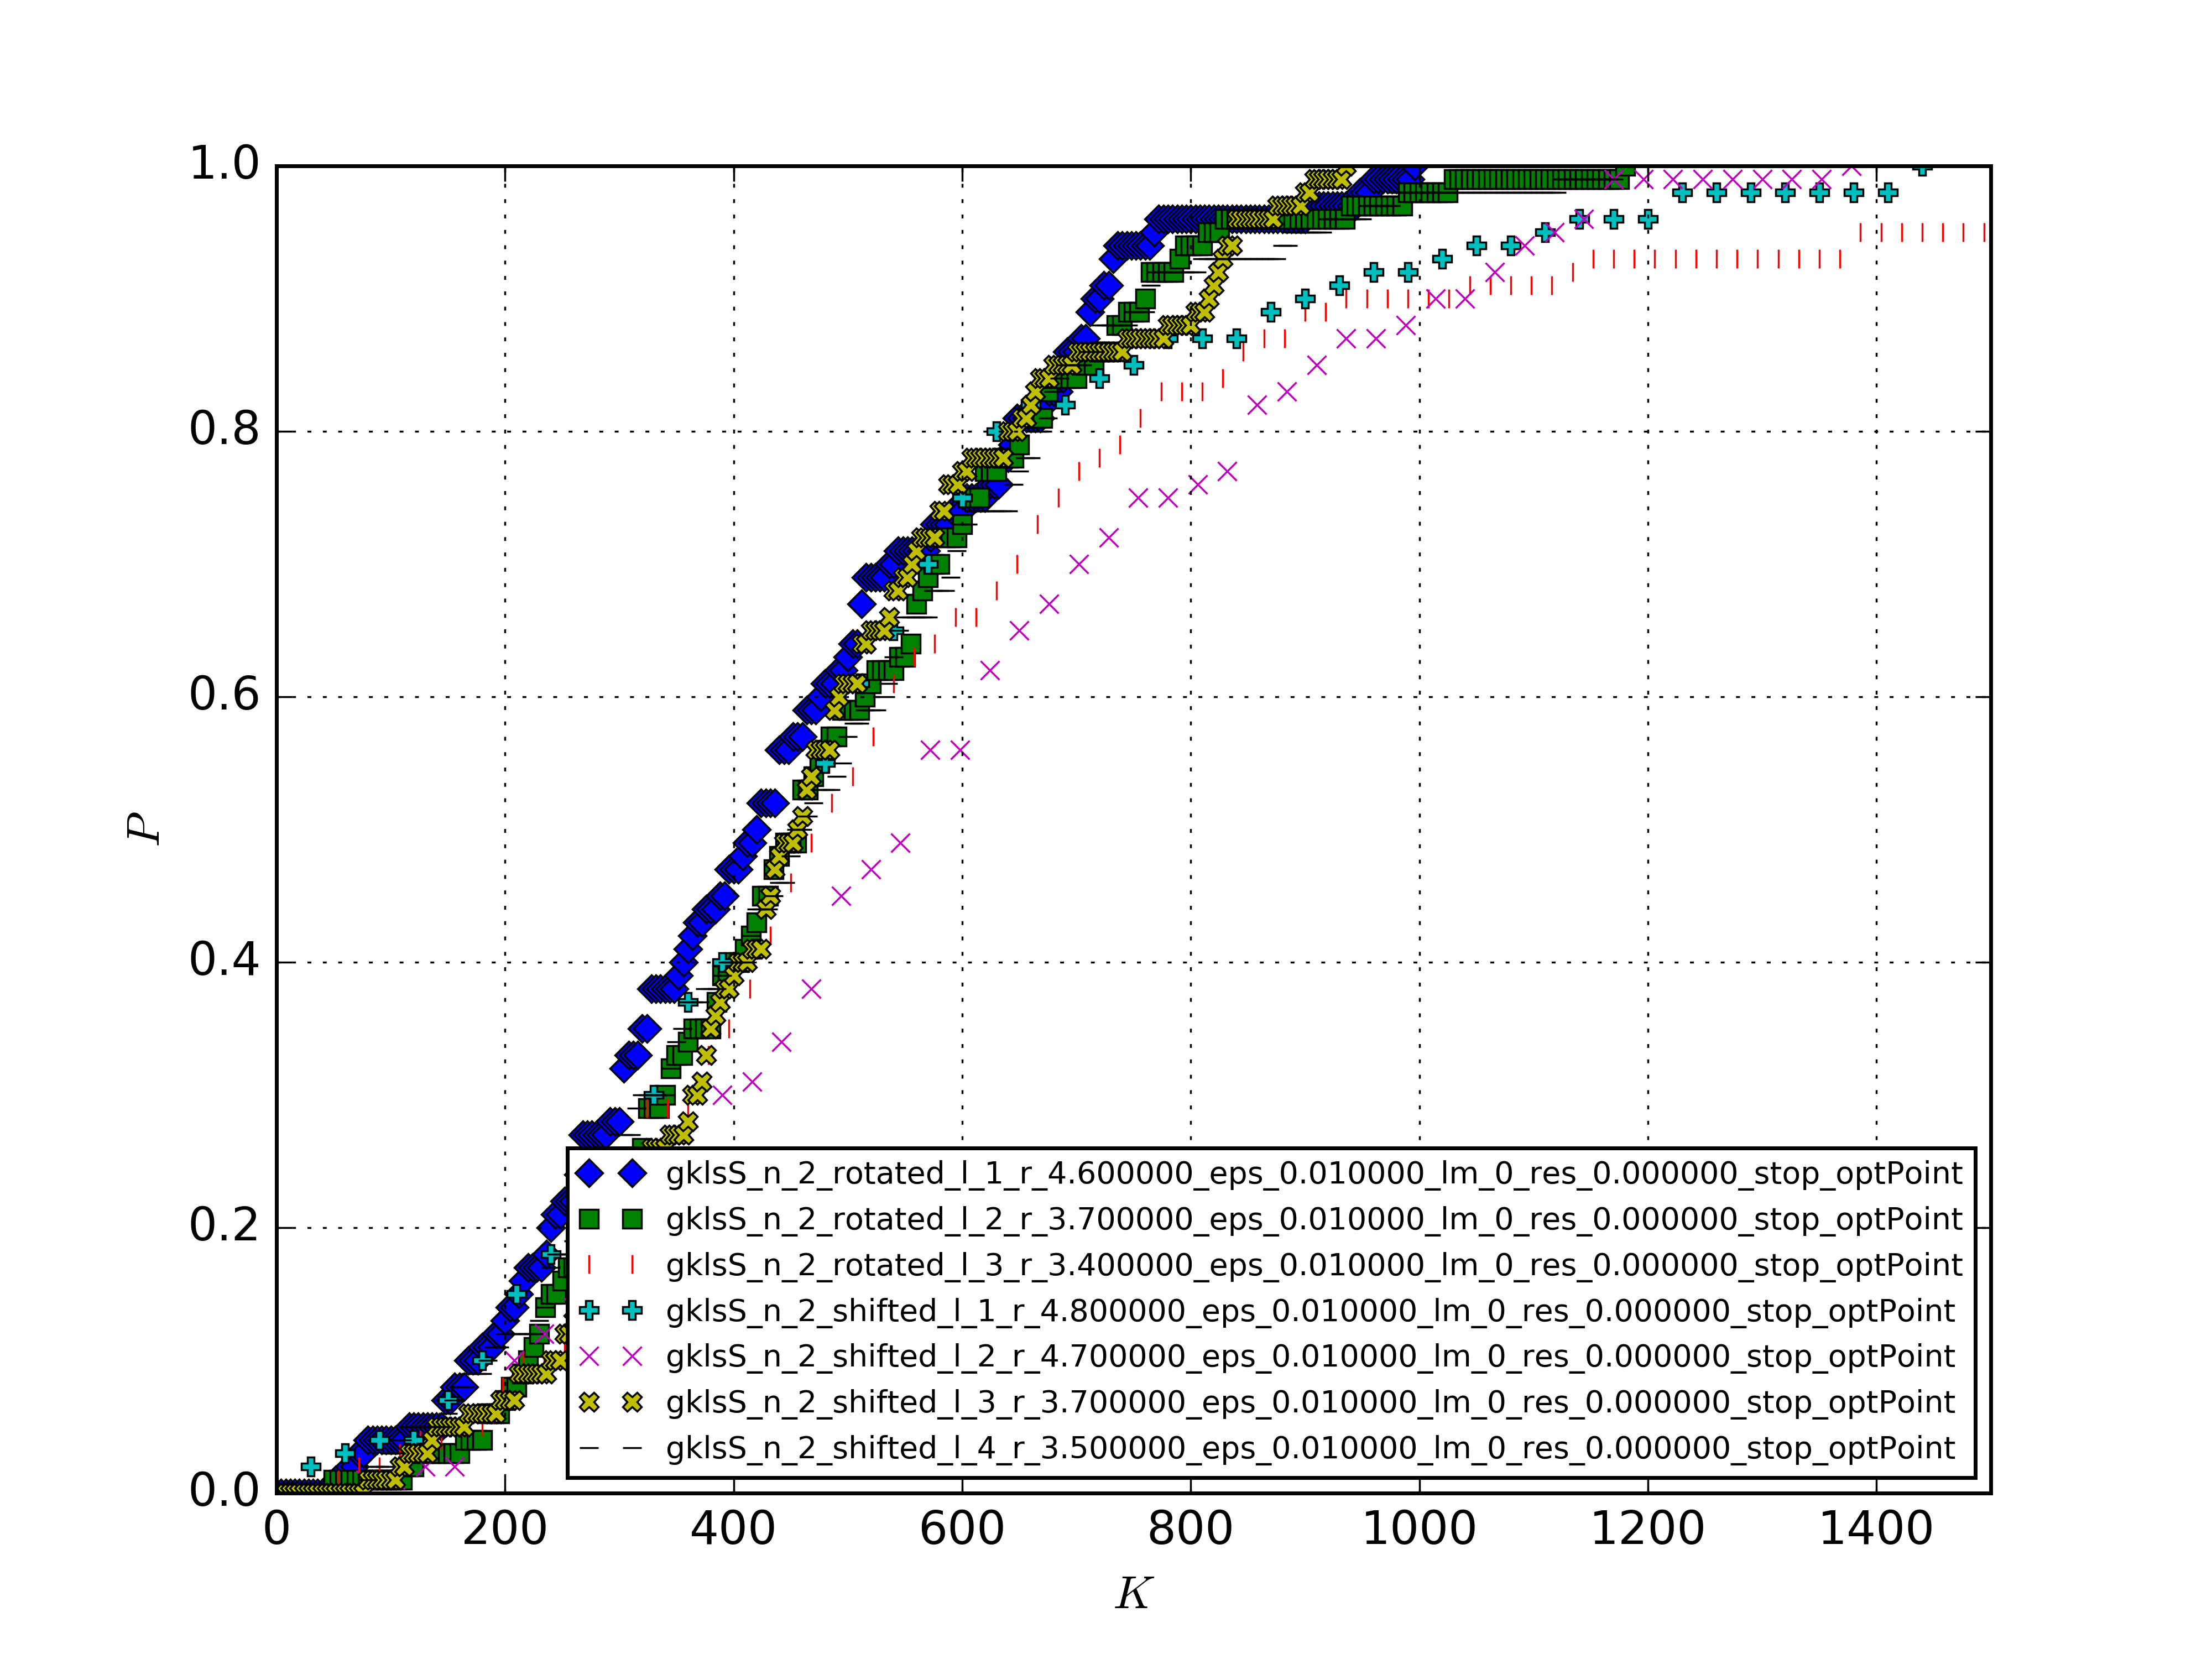 1.0
0.8
0.6
0.4
0.2
0.0
P
gklsS_n_2_rotated_l_1_r_4.600000_eps_0.010000_lm_0_res_0.000000_stop_optPoint
gklsS_n_2_rotated_l_2_r_3.700000_eps_0.010000_lm_0_res_0.000000_stop_optPoint
gklsS_n_2_rotated_l_3_r_3.400000_eps_0.010000_lm_0_res_0.000000_stop_optPoint
gklsS_n_2_shifted_l_1_r_4.800000_eps_0.010000_lm_0_res_0.000000_stop_optPoint
gklsS_n_2_shifted_l_2_r_4.700000_eps_0.010000_lm_0_res_0.000000_stop_optPoint
gklsS_n_2_shifted_l_3_r_3.700000_eps_0.010000_lm_0_res_0.000000_stop_optPoint
gklsS_n_2_shifted_l_4_r_3.500000_eps_0.010000_lm_0_res_0.000000_stop_optPoint
0 200 400 600 800 1000 1200 1400
K